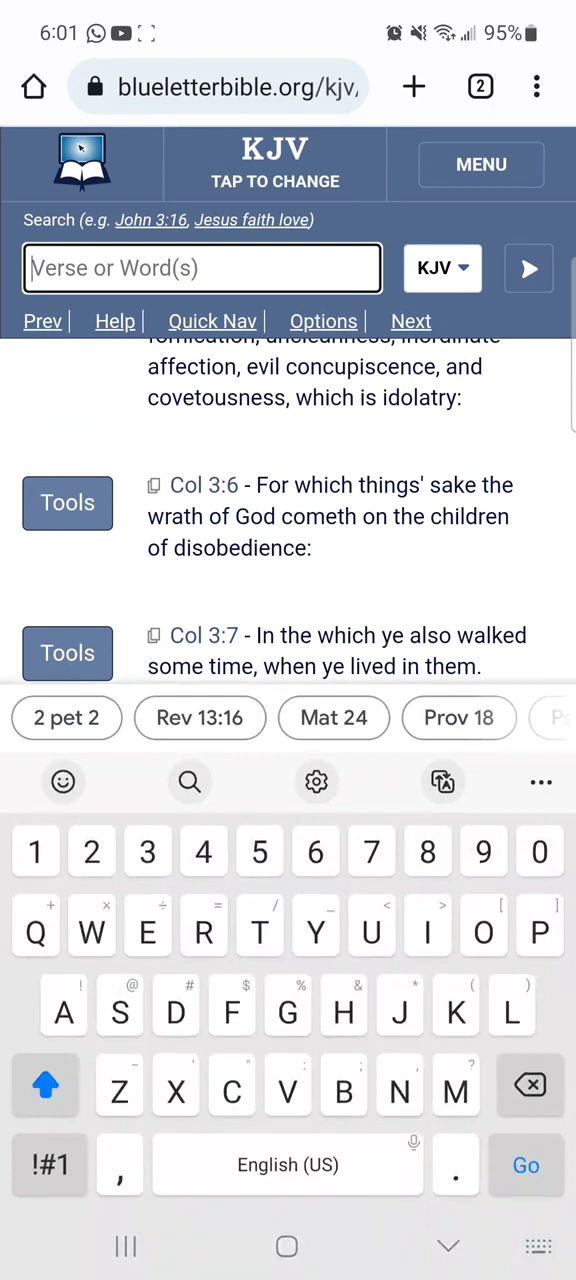 6:01 95%
blueletterbible.org/kjv/ 2
KJV
TAP TO CHANGE
MENU
Search (e.g. John 3:16, Jesus faith love)
Verse or Word(s) KJV
Prev Help Quick Nav Options Next
fornication, uncleanness, inordinate
affection, evil concupiscence, and
covetousness, which is idolatry:
Tools
Col 3:6 - For which things' sake the
wrath of God cometh on the children
of disobedience:
Tools
Col 3:7 - In the which ye also walked
some time, when ye lived in them.
2 pet 2 Rev 13:16 Mat 24 Prov 18
1 2 3 4 5 6 7 8 9 0
+ × ÷ = / _ < > [ ]
Q W E R T Y U I O P
! @ # $ % & * ( )
A S D F G H J K L
- ' " : ; , ?
Z X C V B N M
!#1 , English (US) . Go